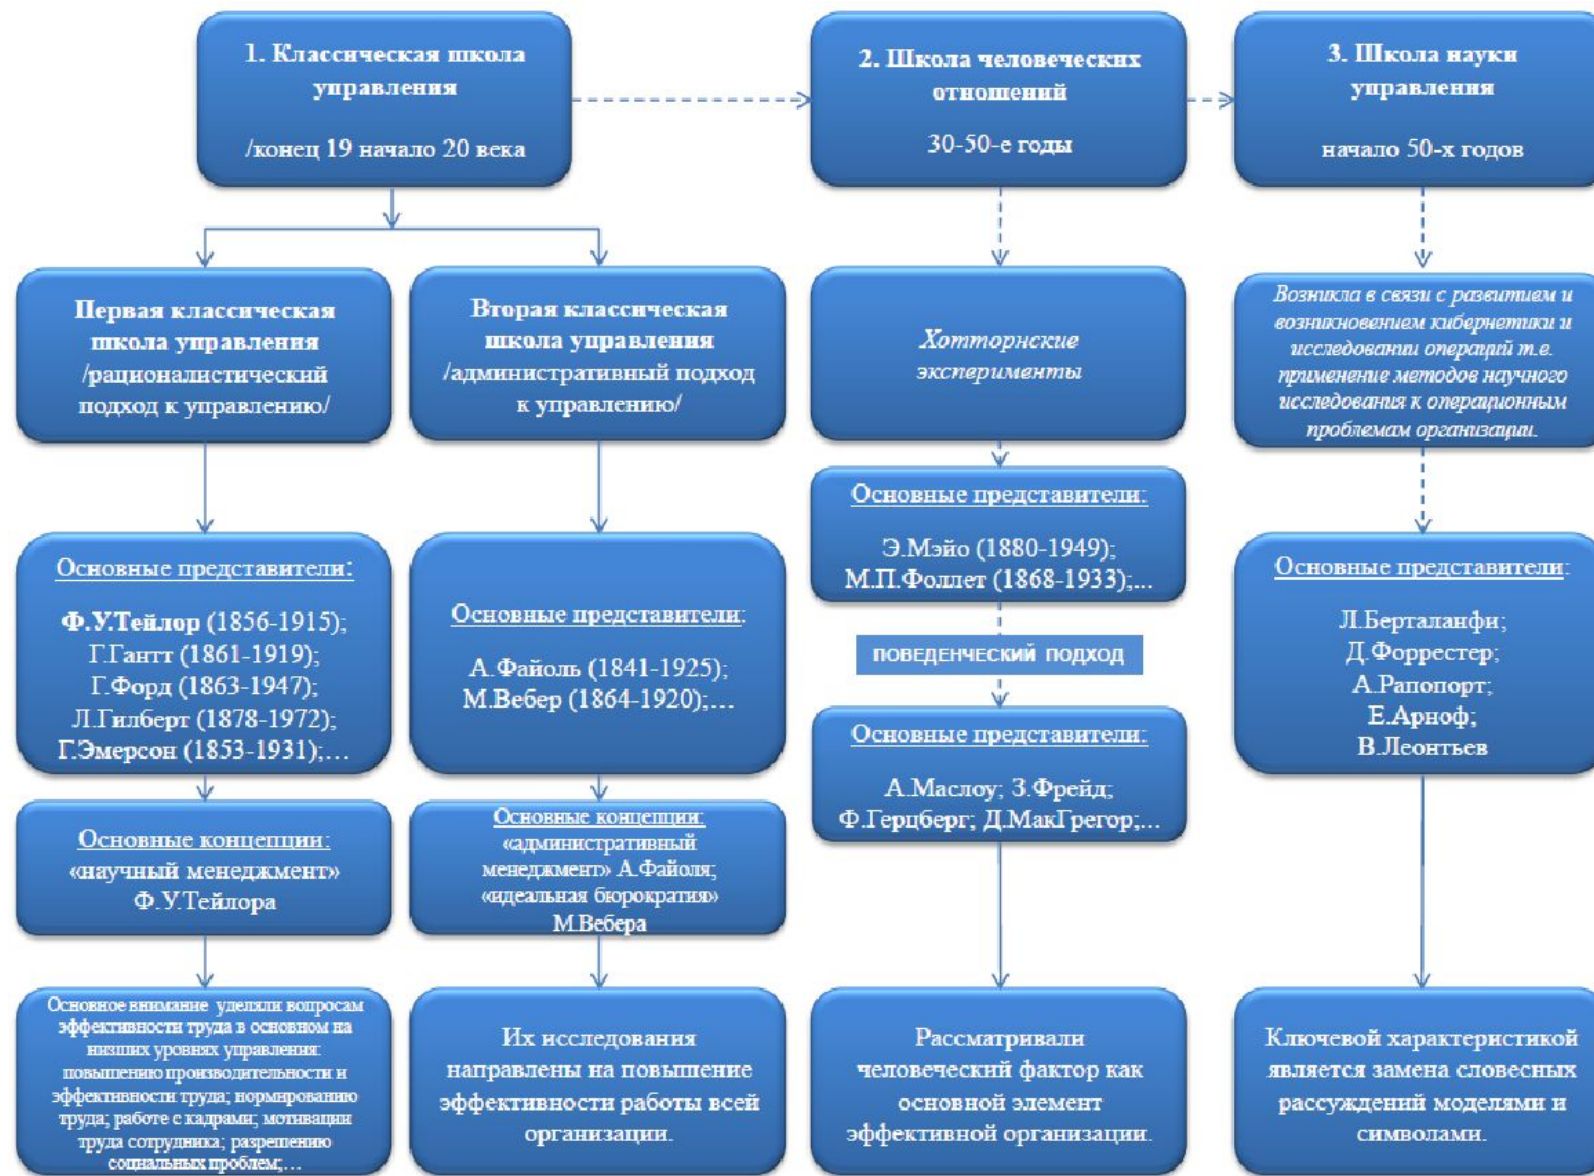 1. Классическая школа
управления
/конец 19 начало 20 века
2. Школа человеческих
отношений
30-50-е годы
3. Школа науки
управления
начало 50-х годов
Первая классическая
школа управления
/рационалистический
подход к управлению/
Вторая классическая
школа управления
/административный подход
к управлению/
Хотторнские
эксперименты
Возникла в связи с развитием и
возникновением кибернетики и
исследовании операций т.е.
применение методов научного
исследования к операционным
проблемам организации.
Основные представители:
Ф.У.Тейлор (1856-1915);
Г.Гантт (1861-1919);
Г.Форд (1863-1947);
Л.Гилберт (1878-1972);
Г.Эмерсон (1853-1931);…
Основные представители:
А.Файоль (1841-1925);
М.Вебер (1864-1920);…
Основные представители:
Э.Мэйо (1880-1949);
М.П.Фоллет (1868-1933);…
ПОВЕДЕНЧЕСКИЙ ПОДХОД
Основные представители:
А.Маслоу; З.Фрейд;
Ф.Герцберг; Д.МакГрегор;…
Основные представители:
Л.Берталанфи;
Д.Форрестер;
А.Рапопорт;
Е.Арноф;
В.Леонтьев
Основные концепции:
«научный менеджмент»
Ф.У.Тейлора
Основные концепции:
«административный
менеджмент» А.Файоля;
«идеальная бюрократия»
М.Вебера
Основное внимание уделяли вопросам
эффективности труда в основном на
низших уровнях управления:
повышению производительности и
эффективности труда; нормированию
труда; работе с кадрами; мотивации
труда сотрудника; разрешению
социальных проблем;…
Их исследования
направлены на повышение
эффективности работы всей
организации.
Рассматривали
человеческий фактор как
основной элемент
эффективной организации.
Ключевой характеристикой
является замена словесных
рассуждений моделями и
символами.